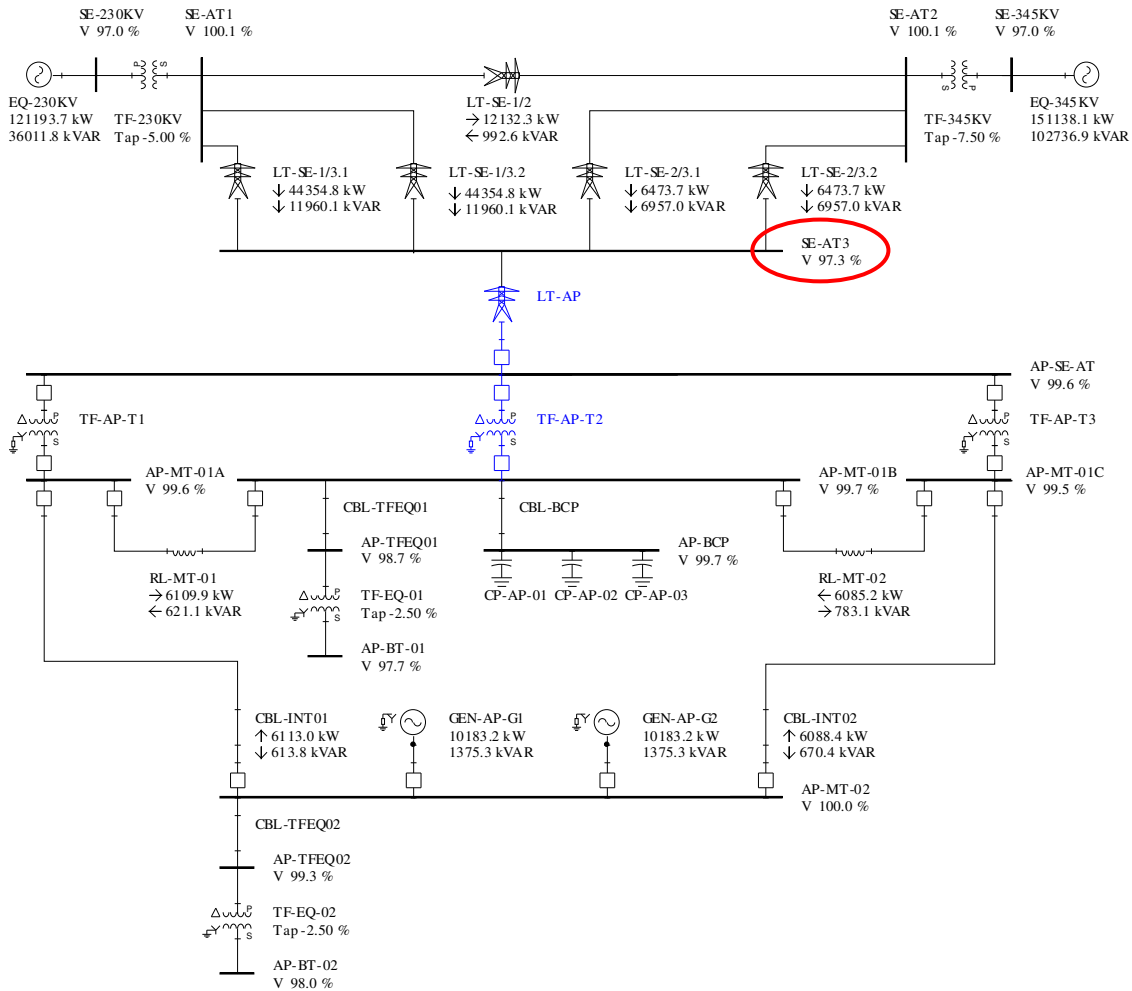 SE-230KV
V 97.0 %
SE-AT1
V 100.1 %
SE-AT2
V 100.1 %
SE-345KV
V 97.0 %
P S
P S
EQ-230KV
121193.7 kW
36011.8 kVAR
TF-230KV
Tap -5.00 %
LT-SE-1/2
→ 12132.3 kW
← 992.6 kVAR
TF-345KV
Tap -7.50 %
EQ-345KV
151138.1 kW
102736.9 kVAR
LT-SE-1/3.1
↓ 44354.8 kW
↓ 11960.1 kVAR
LT-SE-1/3.2
↓ 44354.8 kW
↓ 11960.1 kVAR
LT-SE-2/3.1
↓ 6473.7 kW
↓ 6957.0 kVAR
LT-SE-2/3.2
↓ 6473.7 kW
↓ 6957.0 kVAR
SE-AT3
V 97.3 %
LT-AP
AP-SE-AT
V 99.6 %
P
S
TF-AP-T1
P
S
TF-AP-T2
P
S
TF-AP-T3
AP-MT-01A
V 99.6 %
AP-MT-01B
V 99.7 %
AP-MT-01C
V 99.5 %
CBL-TFEQ01
CBL-BCP
AP-TFEQ01
V 98.7 %
AP-BCP
V 99.7 %
RL-MT-01
→ 6109.9 kW
← 621.1 kVAR
P
S
TF-EQ-01
Tap -2.50 %
CP-AP-01
CP-AP-02
CP-AP-03
RL-MT-02
← 6085.2 kW
→ 783.1 kVAR
AP-BT-01
V 97.7 %
CBL-INT01
↑ 6113.0 kW
↓ 613.8 kVAR
GEN-AP-G1
10183.2 kW
1375.3 kVAR
GEN-AP-G2
10183.2 kW
1375.3 kVAR
CBL-INT02
↑ 6088.4 kW
↓ 670.4 kVAR
AP-MT-02
V 100.0 %
CBL-TFEQ02
AP-TFEQ02
V 99.3 %
P
S
TF-EQ-02
Tap -2.50 %
AP-BT-02
V 98.0 %